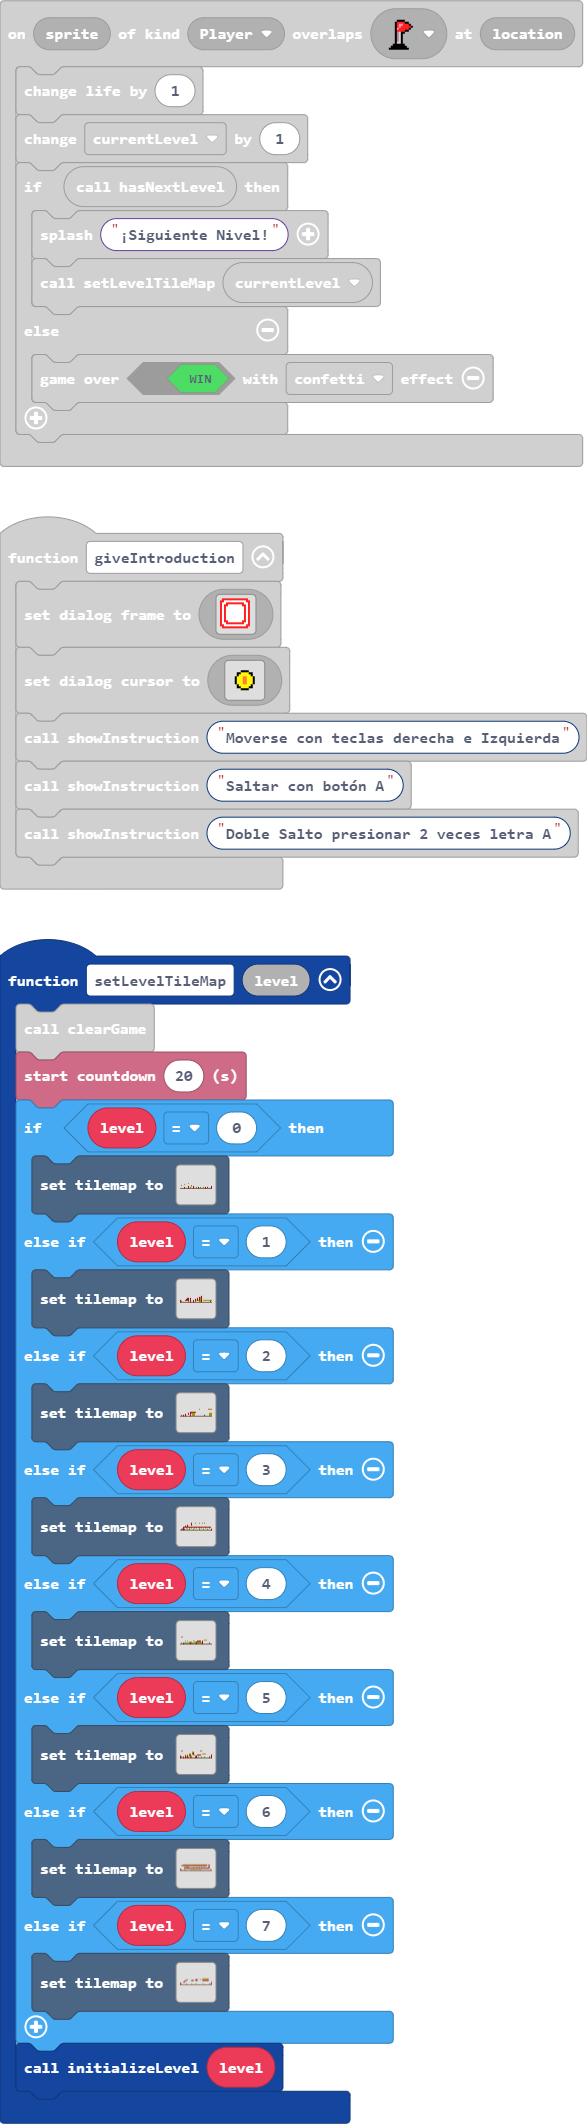 on sprite of kind Player overlaps at location
change life by 1
change currentLevel by 1
if call hasNextLevel then
splash "¡Siguiente Nivel!"
call setLevelTileMap currentLevel
else
game over WIN with confetti effect
function giveIntroduction
set dialog frame to
set dialog cursor to
call showInstruction "Moverse con teclas derecha e Izquierda"
call showInstruction "Saltar con botón A"
call showInstruction "Doble Salto presionar 2 veces letra A"
function setLevelTileMap level
call clearGame
start countdown 20 (s)
if level = 0 then
set tilemap to
else if level = 1 then
set tilemap to
else if level = 2 then
set tilemap to
else if level = 3 then
set tilemap to
else if level = 4 then
set tilemap to
else if level = 5 then
set tilemap to
else if level = 6 then
set tilemap to
else if level = 7 then
set tilemap to
call initializeLevel level